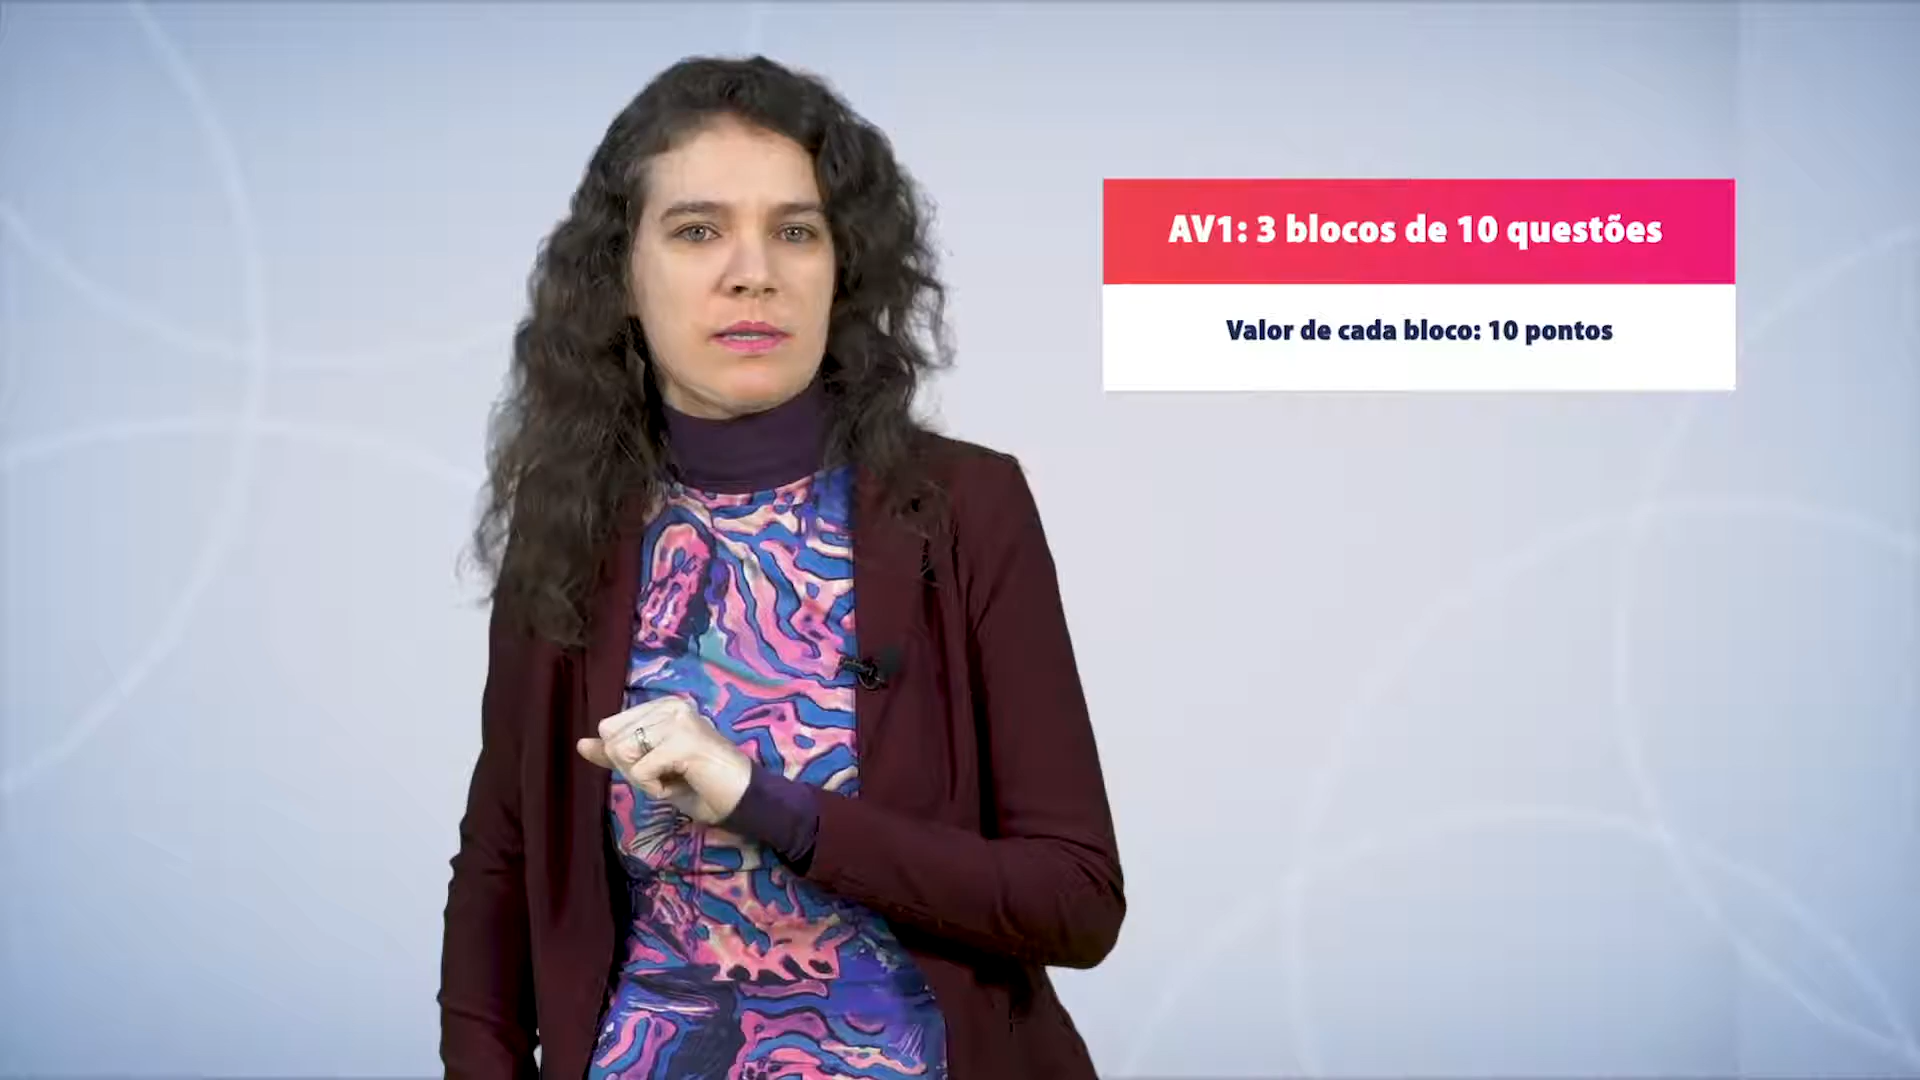 AV1: 3 blocos de 10 questões
Valor de cada bloco: 10 pontos